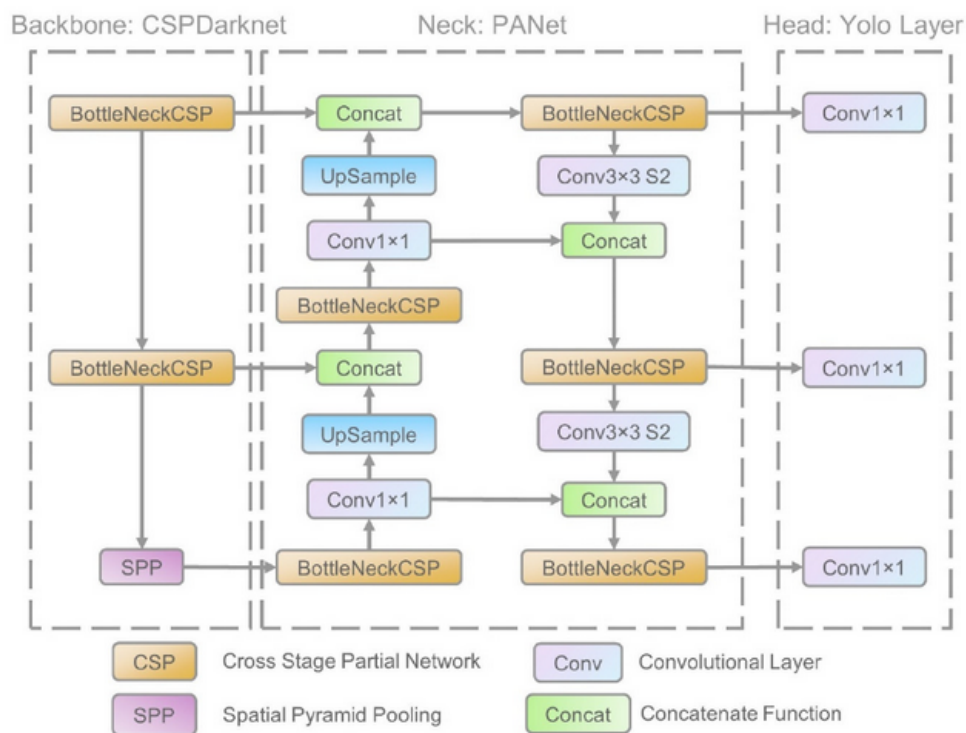 Backbone: CSPDarknet
Neck: PANet
Head: Yolo Layer
BottleNeckCSP
Concat
BottleNeckCSP
Conv1×1
UpSample
Conv3×3 S2
Conv1×1
Concat
BottleNeckCSP
BottleNeckCSP
Concat
BottleNeckCSP
Conv1×1
UpSample
Conv3×3 S2
Conv1×1
Concat
SPP
BottleNeckCSP
BottleNeckCSP
Conv1×1
CSP
Cross Stage Partial Network
Conv
Convolutional Layer
SPP
Spatial Pyramid Pooling
Concat
Concatenate Function